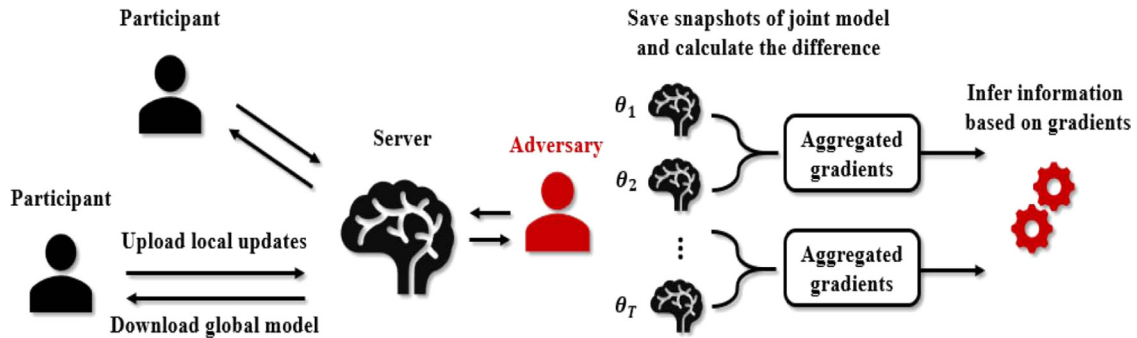 Participant
Participant
Upload local updates
Download global model
Server
Adversary
Save snapshots of joint model
and calculate the difference
θ1
θ2
⋮
θT
Aggregated
gradients
Aggregated
gradients
Infer information
based on gradients